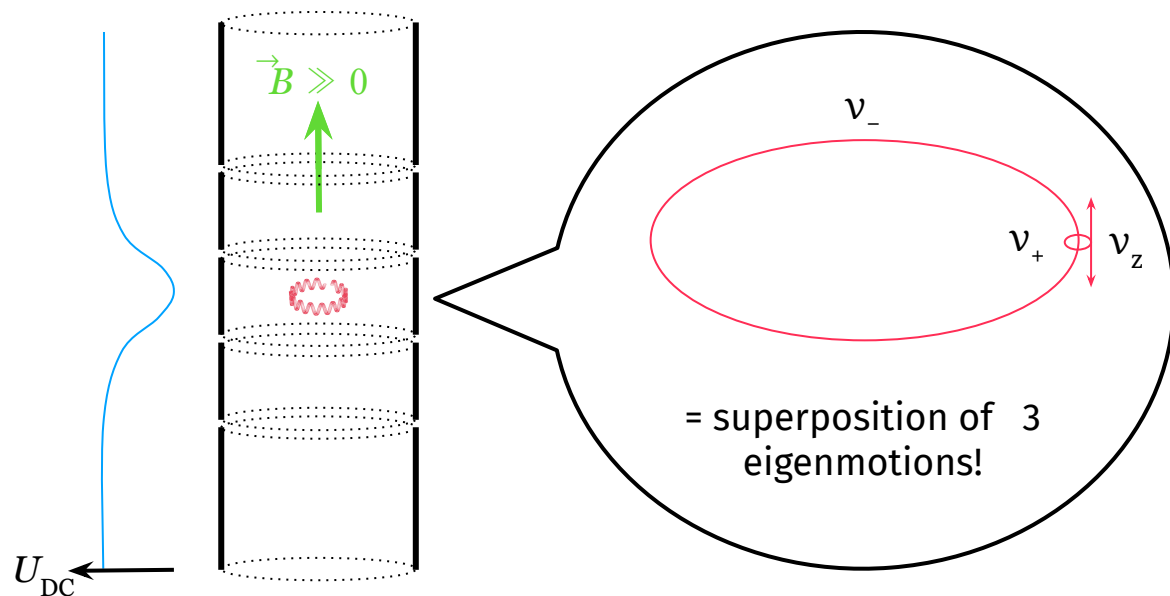 B⃗ ≫ 0
ν₋
ν₊
ν_z
= superposition of 3
eigenmotions!
U_DC